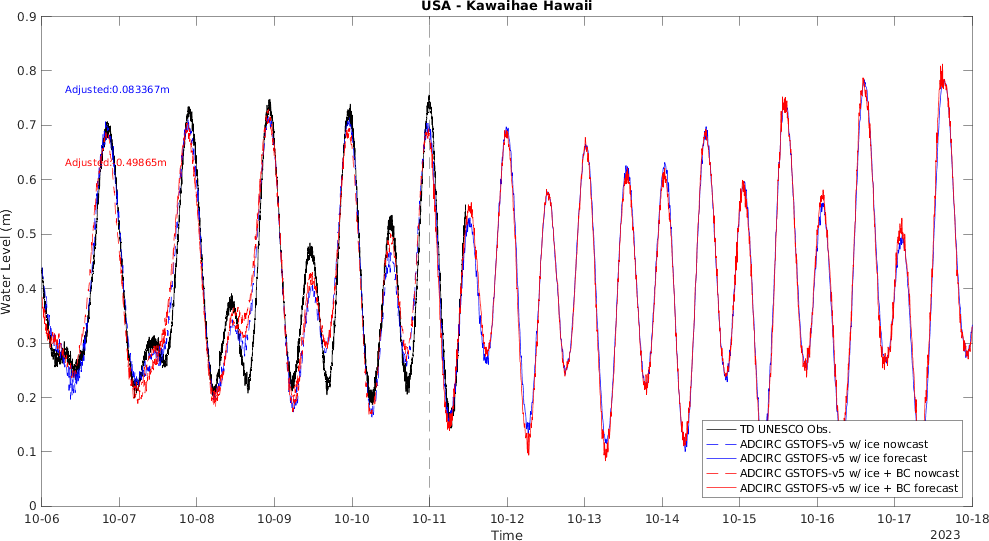 USA - Kawaihae Hawaii
0.9
0.8
0.7
0.6
0.5
0.4
0.3
0.2
0.1
0
Water Level (m)
Adjusted:0.083367m
Adjusted:0.49865m
TD UNESCO Obs.
ADCIRC GSTOFS-v5 w/ ice nowcast
ADCIRC GSTOFS-v5 w/ ice forecast
ADCIRC GSTOFS-v5 w/ ice + BC nowcast
ADCIRC GSTOFS-v5 w/ ice + BC forecast
10-06 10-07 10-08 10-09 10-10 10-11 10-12 10-13 10-14 10-15 10-16 10-17 10-18
Time
2023